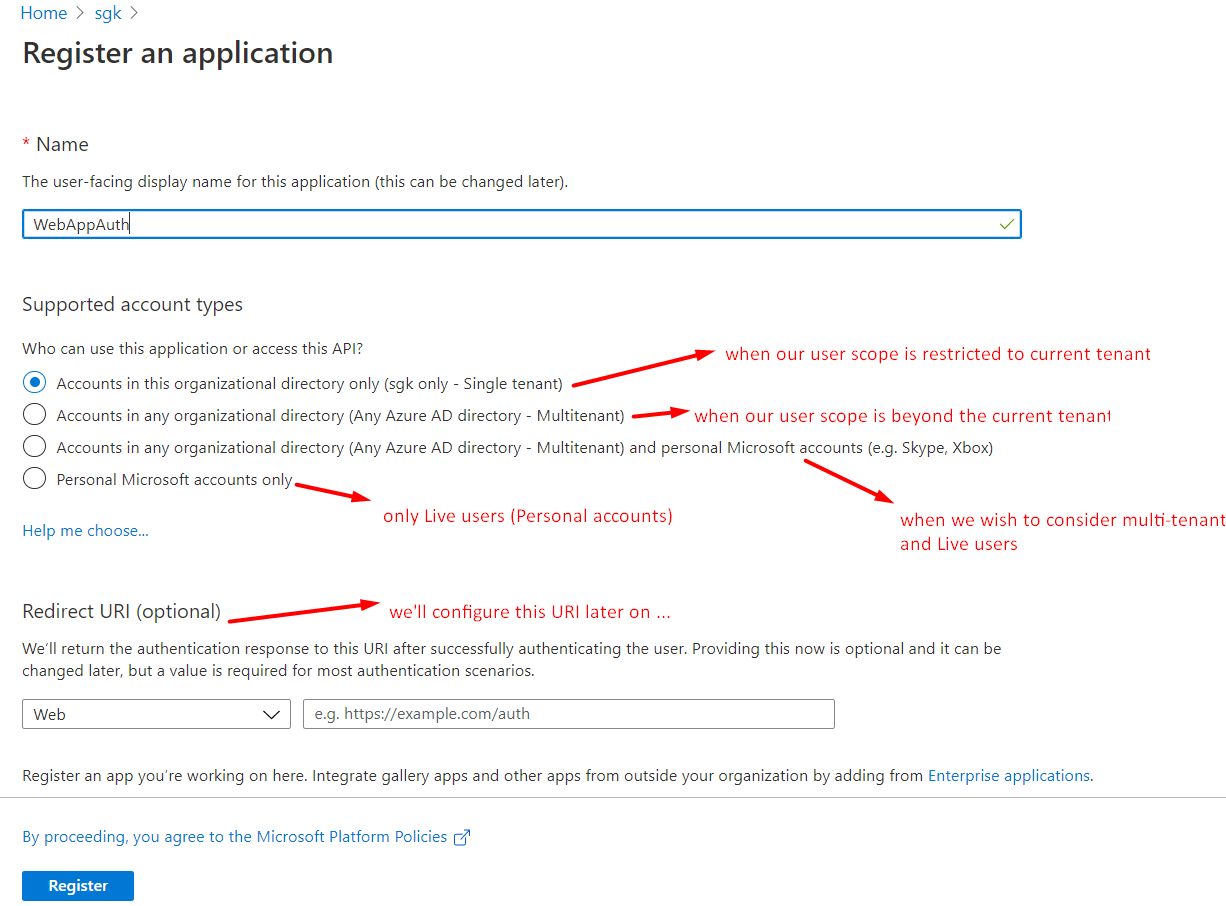 Home > sgk >
Register an application
* Name
The user-facing display name for this application (this can be changed later).
WebAppAuth
Supported account types
Who can use this application or access this API?
when our user scope is restricted to current tenant
Accounts in this organizational directory only (sgk only - Single tenant)
Accounts in any organizational directory (Any Azure AD directory - Multitenant)
when our user scope is beyond the current tenant
Accounts in any organizational directory (Any Azure AD directory - Multitenant) and personal Microsoft accounts (e.g. Skype, Xbox)
Personal Microsoft accounts only
only Live users (Personal accounts)
when we wish to consider multi-tenant
and Live users
Help me choose...
Redirect URI (optional)
we'll configure this URI later on ...
We’ll return the authentication response to this URI after successfully authenticating the user. Providing this now is optional and it can be
changed later, but a value is required for most authentication scenarios.
Web
e.g. https://example.com/auth
Register an app you’re working on here. Integrate gallery apps and other apps from outside your organization by adding from Enterprise applications.
By proceeding, you agree to the Microsoft Platform Policies
Register